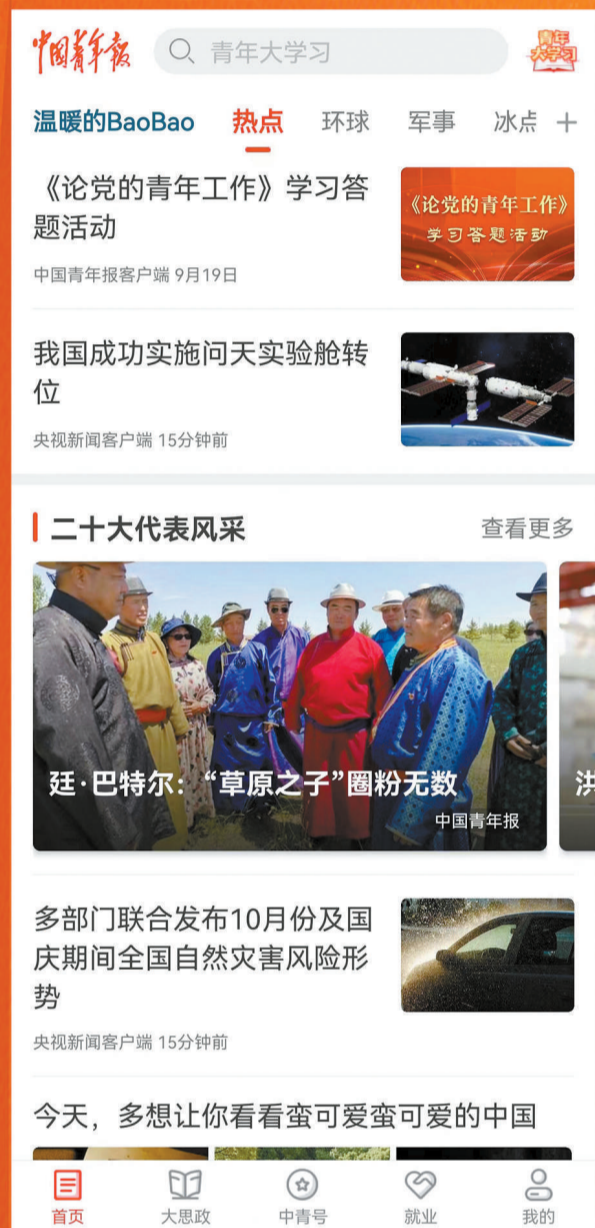 中国青年报
青年大学习
青年
大学习
温暖的BaoBao
热点
环球
军事
冰点
《论党的青年工作》学习答
题活动
中国青年报客户端 9月19日
《论党的青年工作》
学习答题活动
我国成功实施问天实验舱转
位
央视新闻客户端 15分钟前
二十大代表风采
查看更多
廷·巴特尔：“草原之子”圈粉无数
中国青年报
洪
多部门联合发布10月份及国
庆期间全国自然灾害风险形
势
央视新闻客户端 15分钟前
今天，多想让你看看蛮可爱蛮可爱的中国
首页
大思政
中青号
就业
我的